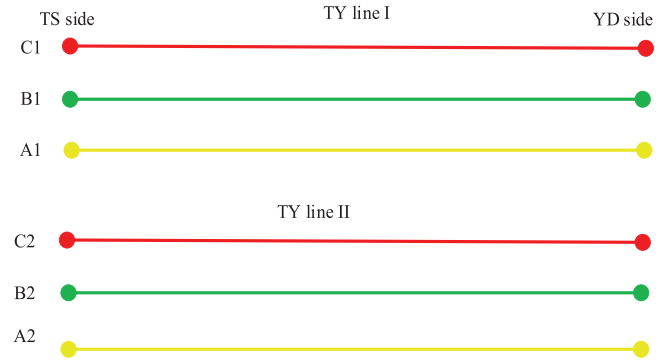 TS side
TY line I
YD side
C1
B1
A1
TY line II
C2
B2
A2